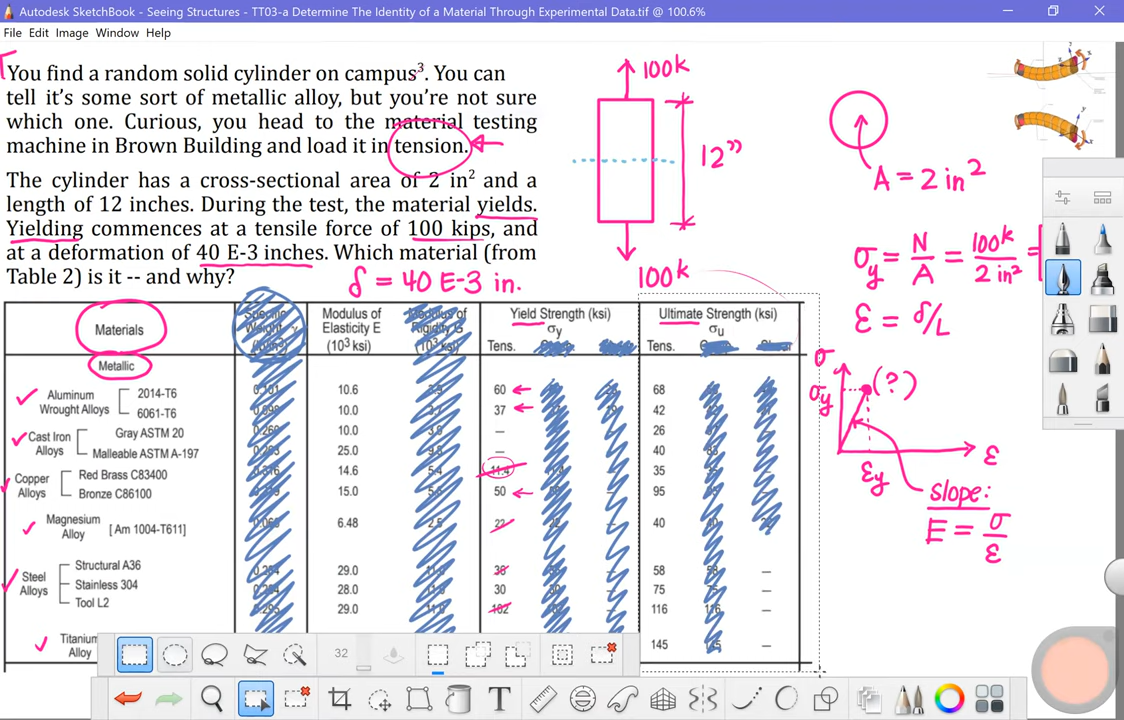 Autodesk SketchBook - Seeing Structures - TT03-a Determine The Identity of a Material Through Experimental Data.tif @ 100.6%
File Edit Image Window Help
You find a random solid cylinder on campus³. You can
tell it's some sort of metallic alloy, but you're not sure
which one. Curious, you head to the material testing
machine in Brown Building and load it in tension.
The cylinder has a cross-sectional area of 2 in² and a
length of 12 inches. During the test, the material yields.
Yielding commences at a tensile force of 100 kips, and
at a deformation of 40 E-3 inches. Which material (from
Table 2) is it -- and why?
δ = 40 E-3 in.
100k
12"
100k
A = 2 in²
σy = N/A = 100k/2 in² =
ε = δ/L
σ
σy
(?)
ε
εy
slope:
E = σ/ε
Materials
Modulus of Elasticity E (10³ ksi)
Modulus of Rigidity G (10³ ksi)
Yield Strength (ksi) σy
Ultimate Strength (ksi) σu
Tens. Tens.
Metallic
Aluminum Wrought Alloys
2014-T6 10.6 60 68
6061-T6 10.0 37 42
Cast Iron Alloys
Gray ASTM 20 10.0 – 26
Malleable ASTM A-197 25.0 – 40
Copper Alloys
Red Brass C83400 14.6 11.4 35
Bronze C86100 15.0 50 95
Magnesium Alloy [Am 1004-T611] 6.48 22 40
Steel Alloys
Structural A36 29.0 36 58 –
Stainless 304 28.0 30 75 –
Tool L2 29.0 102 116 –
Titanium Alloy 145 –
32